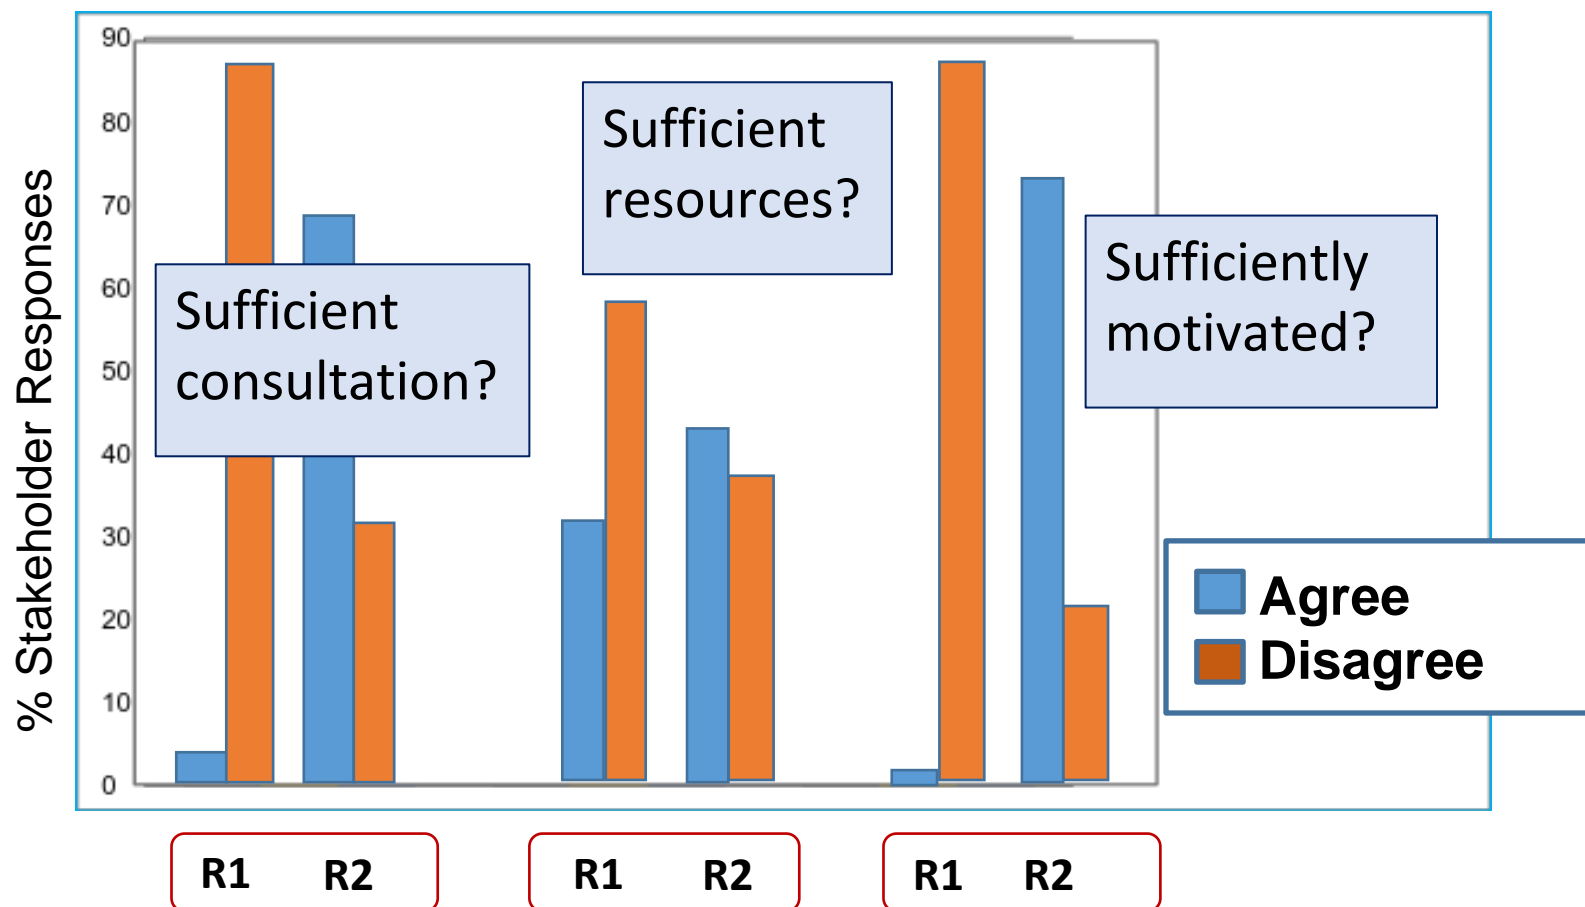 % Stakeholder Responses
90
80
70
60
50
40
30
20
10
0
Sufficient
consultation?
Sufficient
resources?
Sufficiently
motivated?
Agree
Disagree
R1 R2
R1 R2
R1 R2